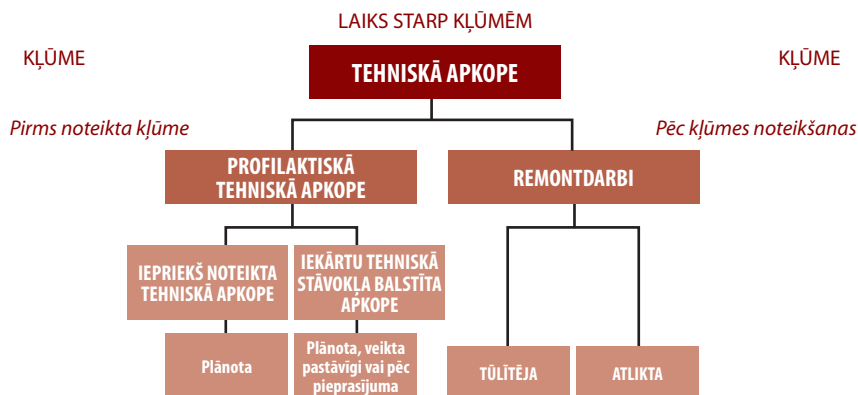 LAIKS STARP KĻŪMĒM
KĻŪME
KĻŪME
TEHNISKĀ APKOPE
Pirms noteikta kļūme
Pēc kļūmes noteikšanas
PROFILAKTISKĀ
TEHNISKĀ APKOPE
REMONTDARBI
IEPRIEKŠ NOTEIKTA
TEHNISKĀ APKOPE
IEKĀRTU TEHNISKĀ
STĀVOKĻA BALSTĪTA
APKOPE
Plānota
Plānota, veikta
pastāvīgi vai pēc
pieprasījuma
TŪLĪTĒJA
ATLIKTA